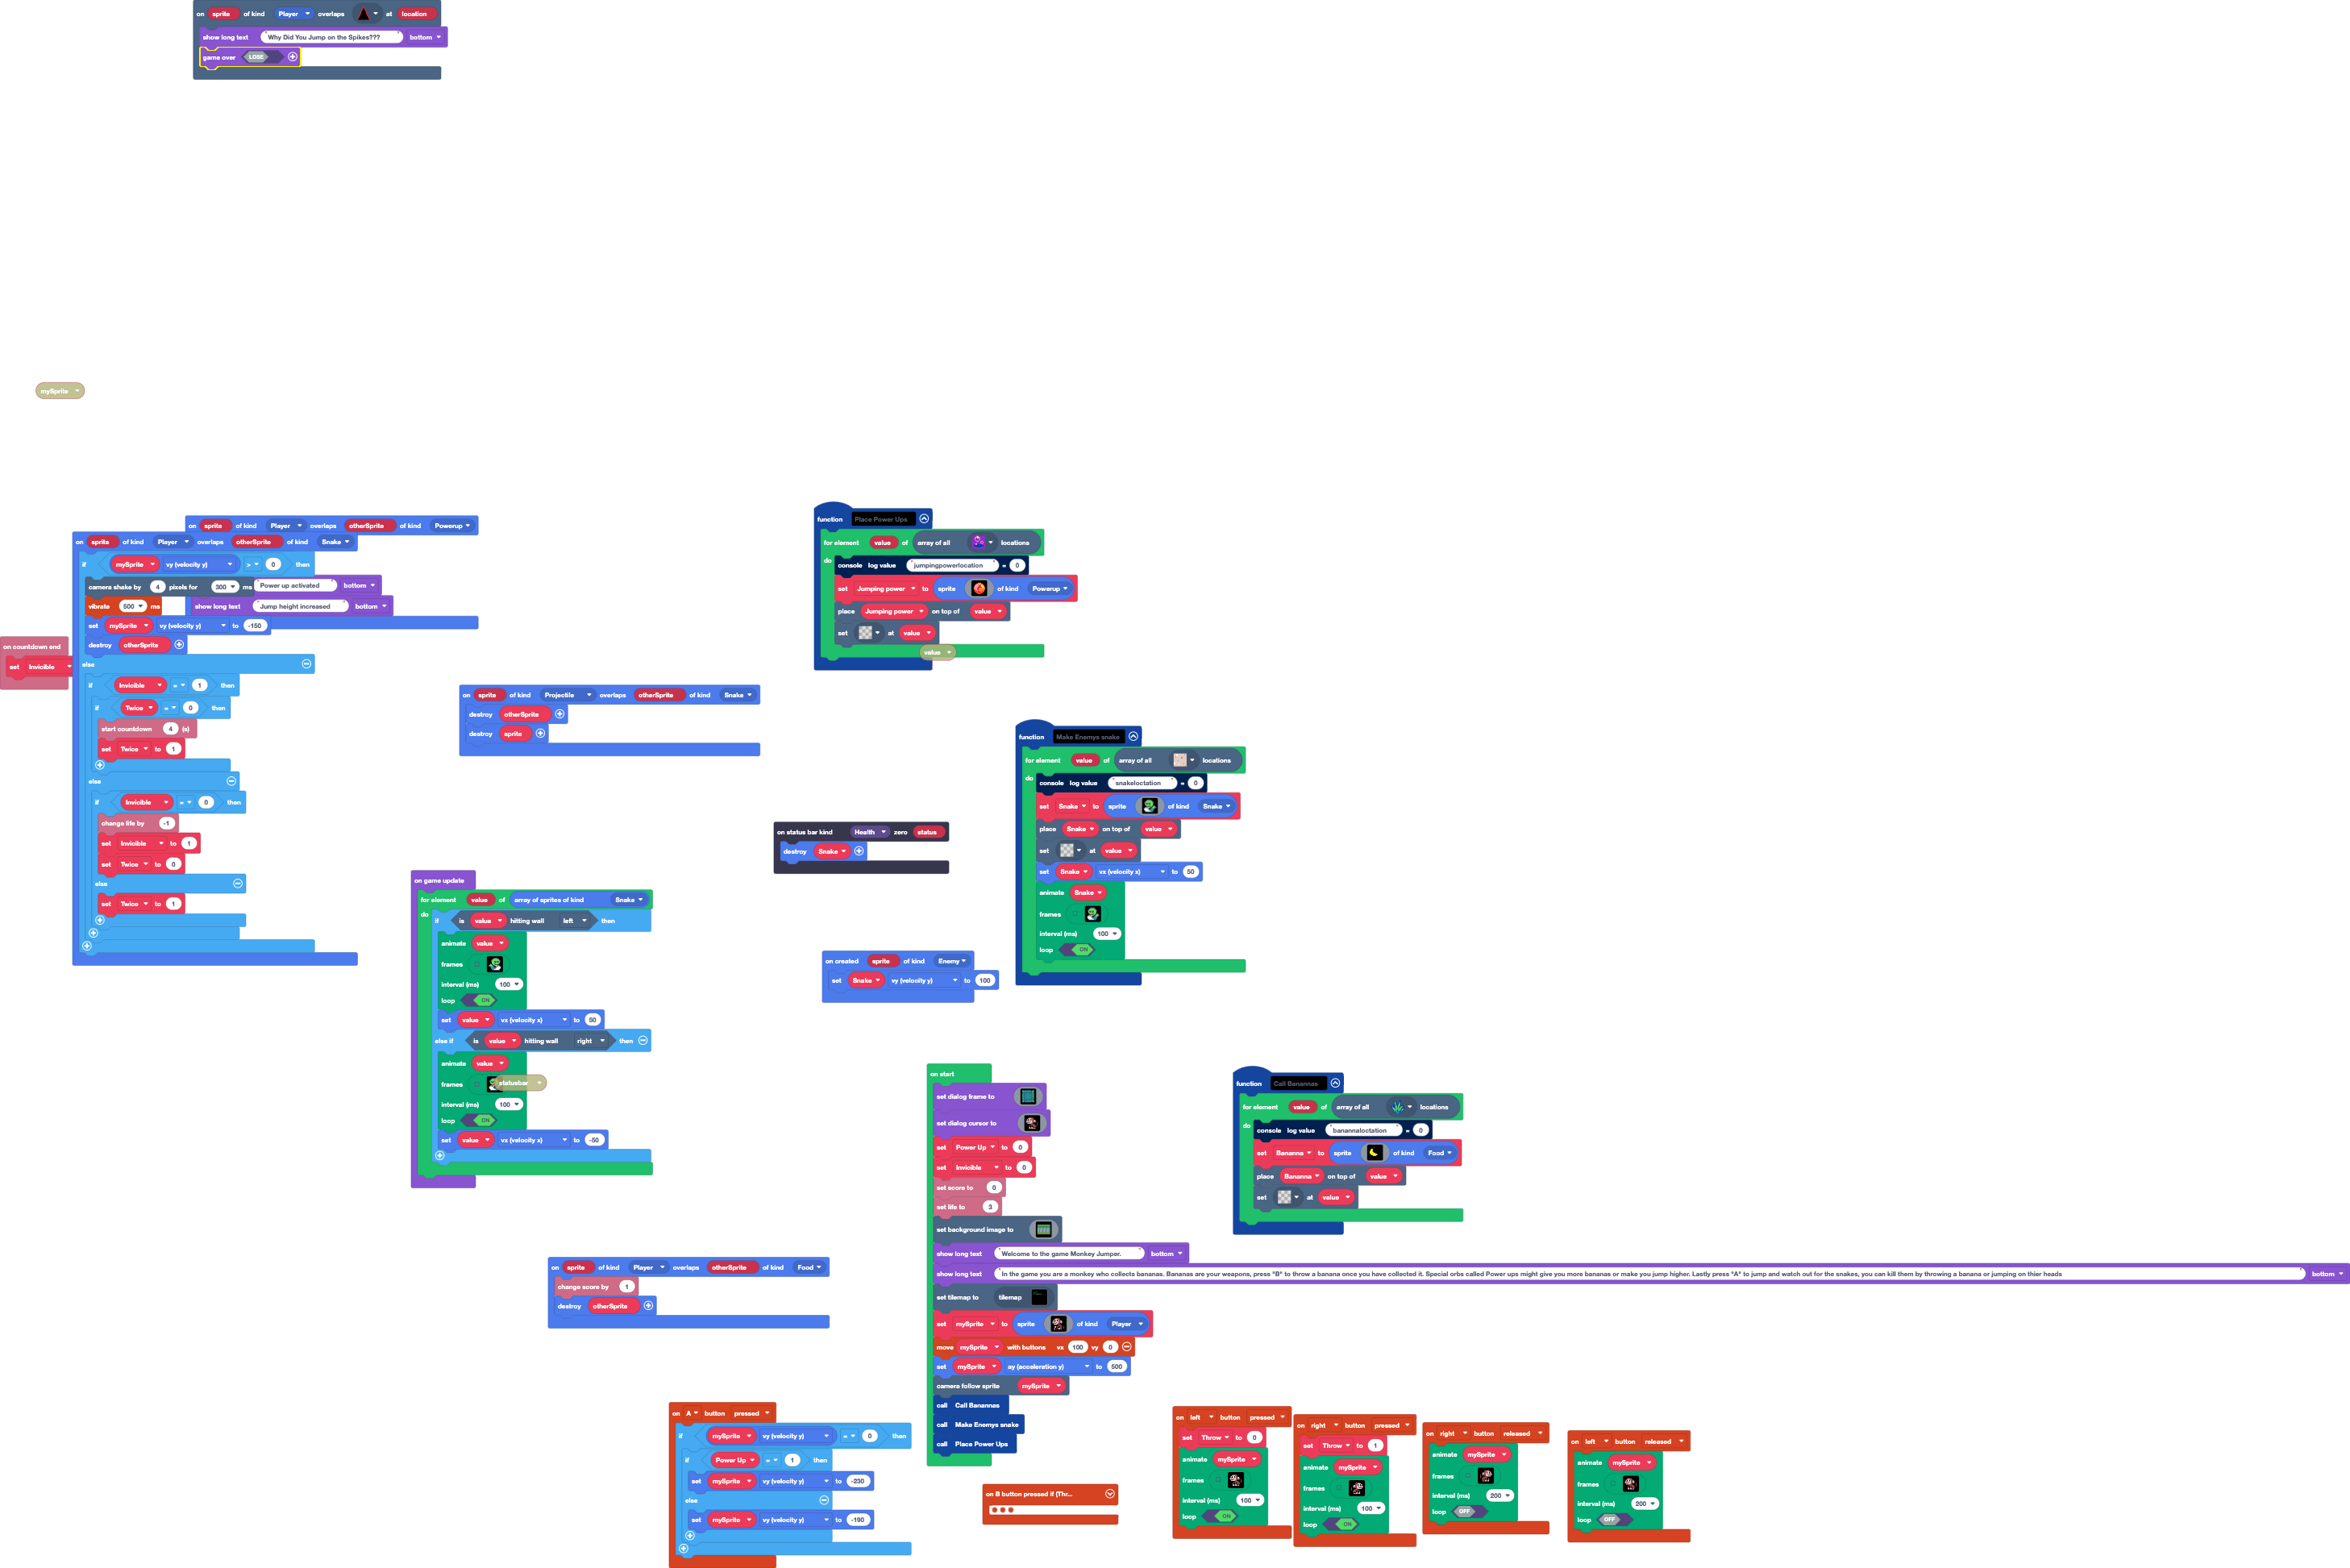 on sprite of kind Player overlaps at location
show long text "Why Did You Jump on the Spikes???" bottom
game over LOSE
mySprite
on sprite of kind Player overlaps otherSprite of kind Powerup
on sprite of kind Player overlaps otherSprite of kind Snake
if mySprite vy (velocity y) > 0 then
camera shake by 4 pixels for 300 ms
"Power up activated" bottom
vibrate 500 ms
show long text "Jump height increased" bottom
set mySprite vy (velocity y) to -150
destroy otherSprite
else
if Invicible = 1 then
if Twice = 0 then
start countdown 4 (s)
set Twice to 1
else
if Invicible = 0 then
change life by -1
set Invicible to 1
set Twice to 0
else
set Twice to 1
on countdown end
set Invicible
function Place Power Ups
for element value of array of all locations
do
console log value "jumpingpowerlocation" = 0
set Jumping power to sprite of kind Powerup
place Jumping power on top of value
set at value
value
on sprite of kind Projectile overlaps otherSprite of kind Snake
destroy otherSprite
destroy sprite
function Make Enemys snake
for element value of array of all locations
do
console log value "snakeloctation" = 0
set Snake to sprite of kind Snake
place Snake on top of value
set at value
set Snake vx (velocity x) to 50
animate Snake
frames
interval (ms) 100
loop ON
on status bar kind Health zero status
destroy Snake
on game update
for element value of array of sprites of kind Snake
do
if is value hitting wall left then
animate value
frames
interval (ms) 100
loop ON
set value vx (velocity x) to 50
else if is value hitting wall right then
animate value
frames
statusbar
interval (ms) 100
loop ON
set value vx (velocity x) to -50
on created sprite of kind Enemy
set Snake vy (velocity y) to 100
on start
set dialog frame to
set dialog cursor to
set Power Up to 0
set Invicible to 0
set score to 0
set life to 3
set background image to
show long text "Welcome to the game Monkey Jumper." bottom
show long text "In the game you are a monkey who collects bananas. Bananas are your weapons, press "B" to throw a banana once you have collected it. Special orbs called Power ups might give you more bananas or make you jump higher. Lastly press "A" to jump and watch out for the snakes, you can kill them by throwing a banana or jumping on thier heads" bottom
set tilemap to tilemap
set mySprite to sprite of kind Player
move mySprite with buttons vx 100 vy 0
set mySprite ay (acceleration y) to 500
camera follow sprite mySprite
call Call Banannas
call Make Enemys snake
call Place Power Ups
function Call Banannas
for element value of array of all locations
do
console log value "banannaloctation" = 0
set Bananna to sprite of kind Food
place Bananna on top of value
set at value
on sprite of kind Player overlaps otherSprite of kind Food
change score by 1
destroy otherSprite
on A button pressed
if mySprite vy (velocity y) = 0 then
if Power Up = 1 then
set mySprite vy (velocity y) to -230
else
set mySprite vy (velocity y) to -190
on B button pressed if (Thr...
on left button pressed
set Throw to 0
animate mySprite
frames
interval (ms) 100
loop ON
on right button pressed
set Throw to 1
animate mySprite
frames
interval (ms) 100
loop ON
on right button released
animate mySprite
frames
interval (ms) 200
loop OFF
on left button released
animate mySprite
frames
interval (ms) 200
loop OFF